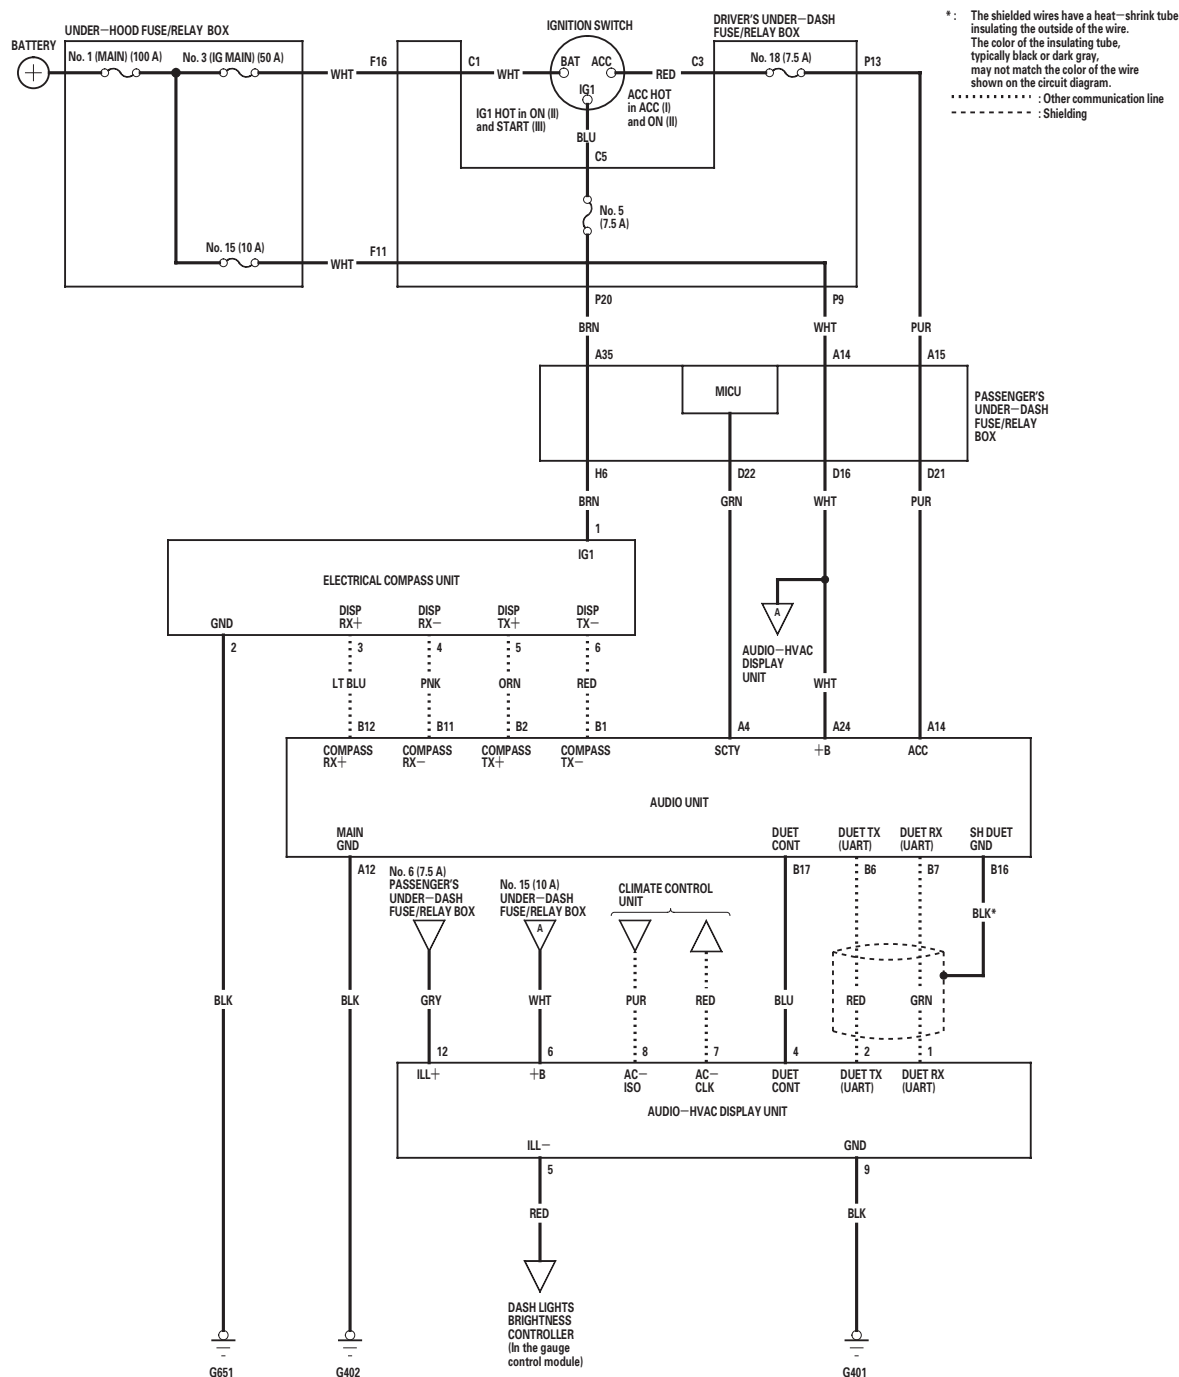 * : The shielded wires have a heat—shrink tube
insulating the outside of the wire.
The color of the insulating tube,
typically black or dark gray,
may not match the color of the wire
shown on the circuit diagram.
: Other communication line
: Shielding
BATTERY
UNDER—HOOD FUSE/RELAY BOX
No. 1 (MAIN) (100 A)
No. 3 (IG MAIN) (50 A)
WHT
F16
C1
WHT
IGNITION SWITCH
BAT
ACC
IG1
RED
C3
DRIVER'S UNDER—DASH
FUSE/RELAY BOX
No. 18 (7.5 A)
P13
IG1 HOT in ON (II)
and START (III)
ACC HOT
in ACC (I)
and ON (II)
BLU
C5
No. 5
(7.5 A)
No. 15 (10 A)
WHT
F11
P20
P9
BRN
WHT
PUR
A35
A14
A15
MICU
PASSENGER'S
UNDER—DASH
FUSE/RELAY
BOX
H6
D22
D16
D21
BRN
GRN
WHT
PUR
1
IG1
ELECTRICAL COMPASS UNIT
GND
DISP
RX+
DISP
RX—
DISP
TX+
DISP
TX—
2
3
4
5
6
A
AUDIO—HVAC
DISPLAY
UNIT
LT BLU
PNK
ORN
RED
WHT
B12
B11
B2
B1
A4
A24
A14
COMPASS
RX+
COMPASS
RX—
COMPASS
TX+
COMPASS
TX—
SCTY
+B
ACC
AUDIO UNIT
MAIN
GND
DUET
CONT
DUET TX
(UART)
DUET RX
(UART)
SH DUET
GND
A12
B17
B6
B7
B16
No. 6 (7.5 A)
PASSENGER'S
UNDER—DASH
FUSE/RELAY BOX
No. 15 (10 A)
UNDER—DASH
FUSE/RELAY BOX
A
CLIMATE CONTROL
UNIT
BLK*
BLK
BLK
GRY
WHT
PUR
RED
BLU
RED
GRN
12
6
8
7
4
2
1
ILL+
+B
AC—
ISO
AC—
CLK
DUET
CONT
DUET TX
(UART)
DUET RX
(UART)
AUDIO—HVAC DISPLAY UNIT
ILL—
GND
5
9
RED
BLK
DASH LIGHTS
BRIGHTNESS
CONTROLLER
(In the gauge
control module)
G651
G402
G401